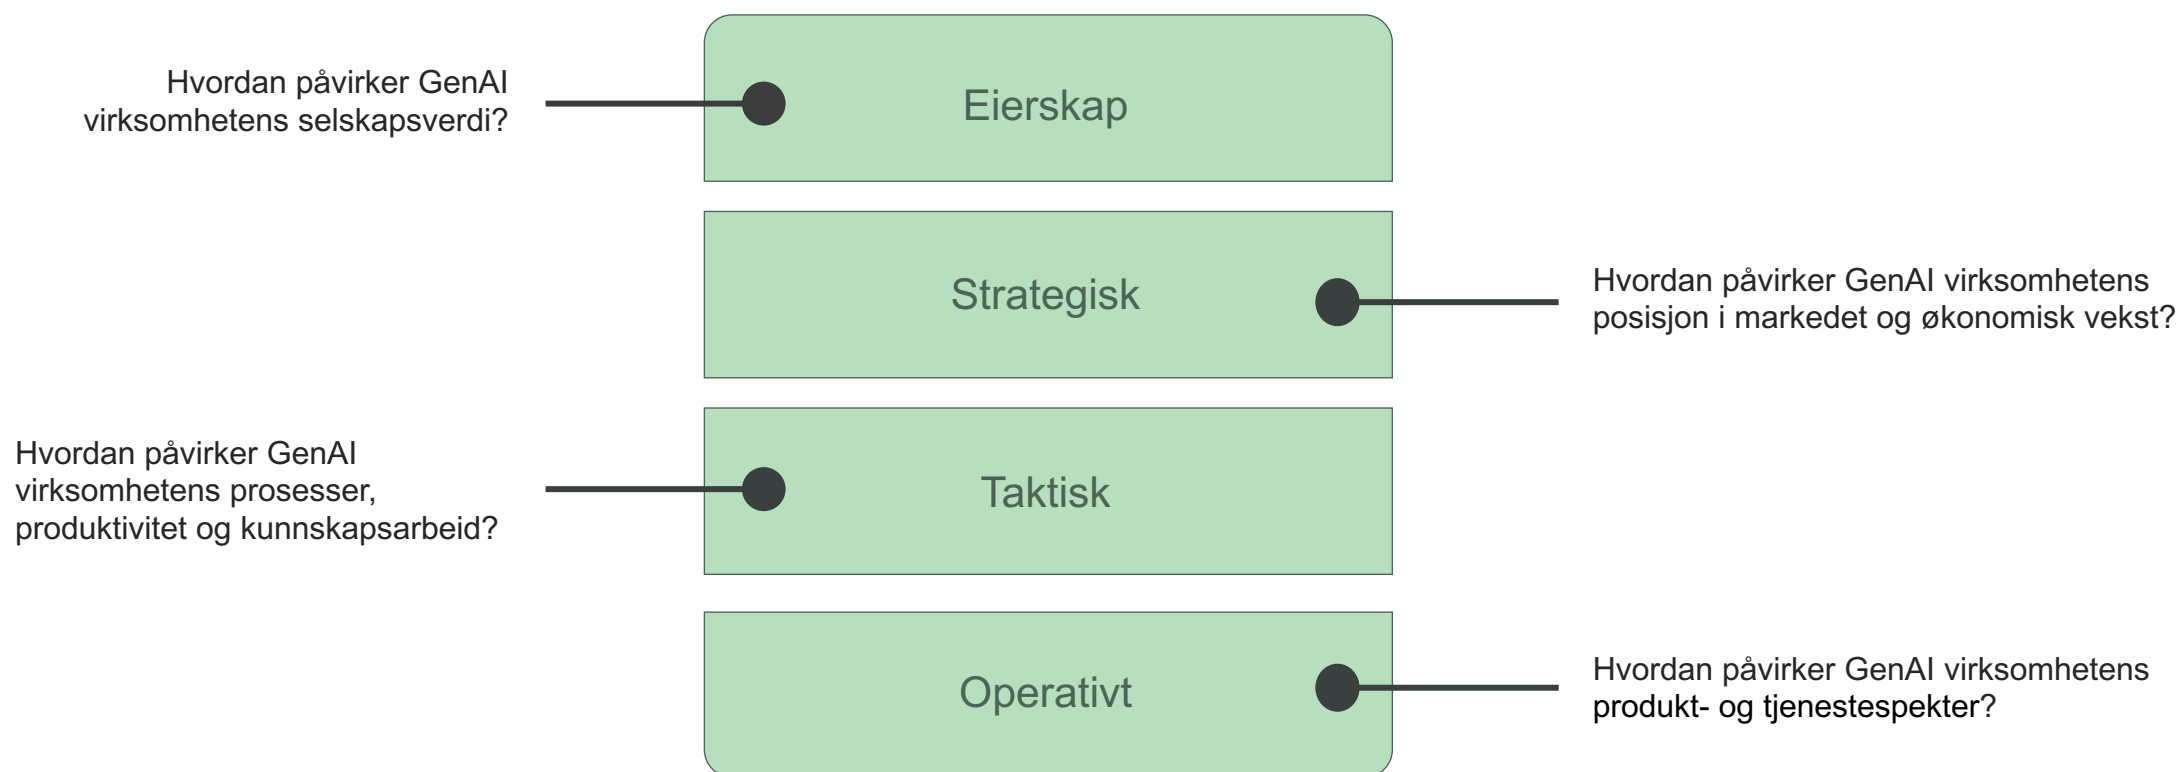 Hvordan påvirker GenAI
virksomhetens selskapsverdi?
Eierskap
Strategisk
Hvordan påvirker GenAI virksomhetens
posisjon i markedet og økonomisk vekst?
Hvordan påvirker GenAI
virksomhetens prosesser,
produktivitet og kunnskapsarbeid?
Taktisk
Operativt
Hvordan påvirker GenAI virksomhetens
produkt- og tjenestespekter?